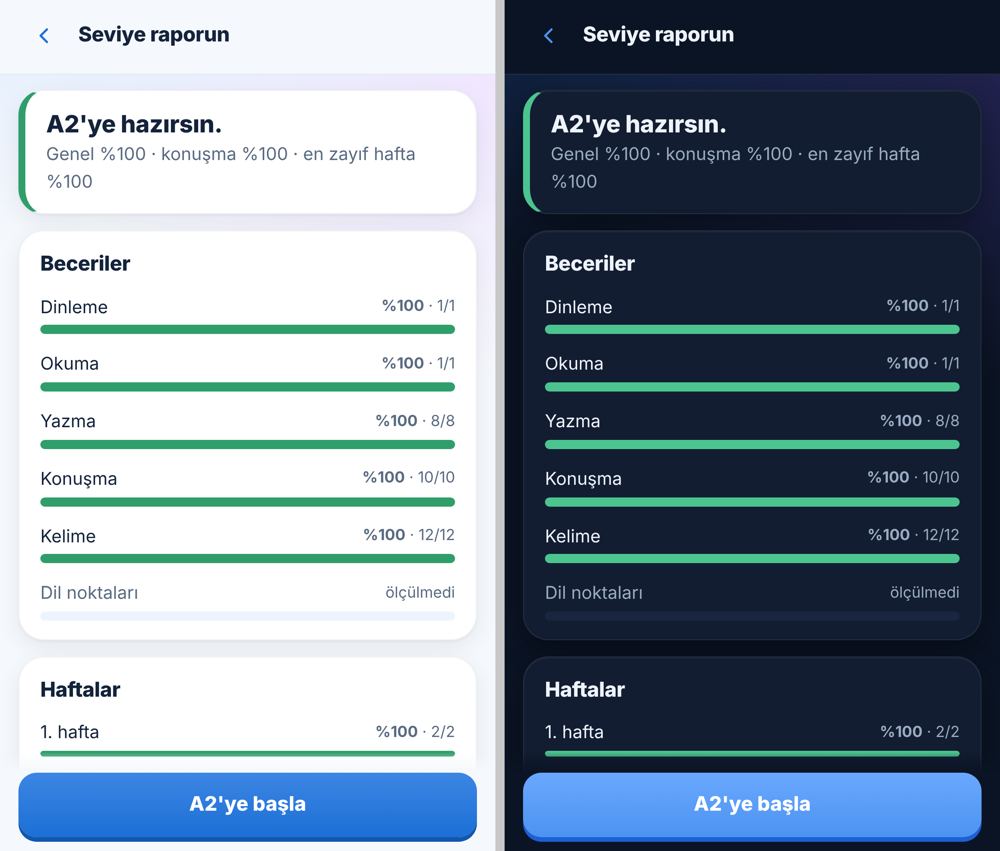 Seviye raporun
A2'ye hazırsın.
Genel %100 · konuşma %100 · en zayıf hafta
%100
Beceriler
Dinleme %100 · 1/1
Okuma %100 · 1/1
Yazma %100 · 8/8
Konuşma %100 · 10/10
Kelime %100 · 12/12
Dil noktaları ölçülmedi
Haftalar
1. hafta %100 · 2/2
A2'ye başla
Seviye raporun
A2'ye hazırsın.
Genel %100 · konuşma %100 · en zayıf hafta
%100
Beceriler
Dinleme %100 · 1/1
Okuma %100 · 1/1
Yazma %100 · 8/8
Konuşma %100 · 10/10
Kelime %100 · 12/12
Dil noktaları ölçülmedi
Haftalar
1. hafta %100 · 2/2
A2'ye başla